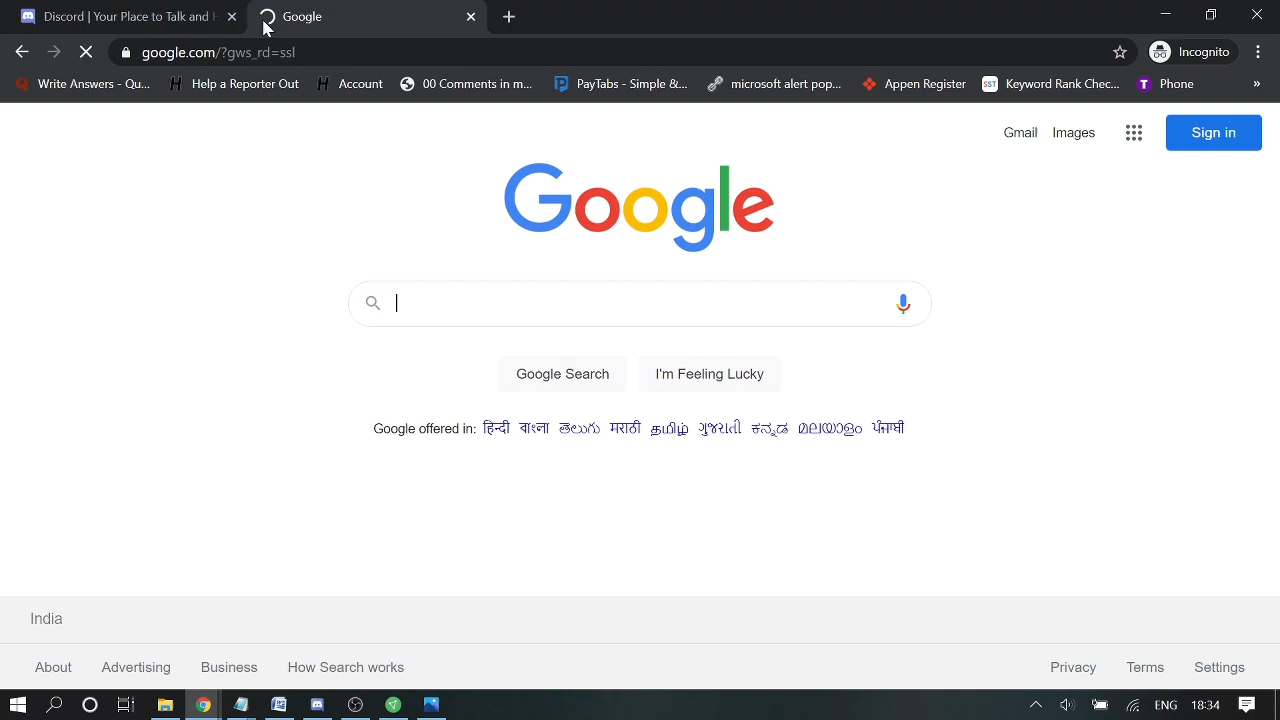 Discord | Your Place to Talk and H
Google
google.com/?gws_rd=ssl
Incognito
Write Answers - Qu...
Help a Reporter Out
Account
00 Comments in m...
PayTabs - Simple &...
microsoft alert pop...
Appen Register
SST Keyword Rank Chec...
T Phone
»
Gmail Images
Sign in
Google
Google Search
I'm Feeling Lucky
Google offered in: हिन्दी বাংলা తెలుగు मराठी தமிழ் ગુજરાતી ಕನ್ನಡ മലയാളം ਪੰਜਾਬੀ
India
About Advertising Business How Search works
Privacy Terms Settings
ENG 18:34